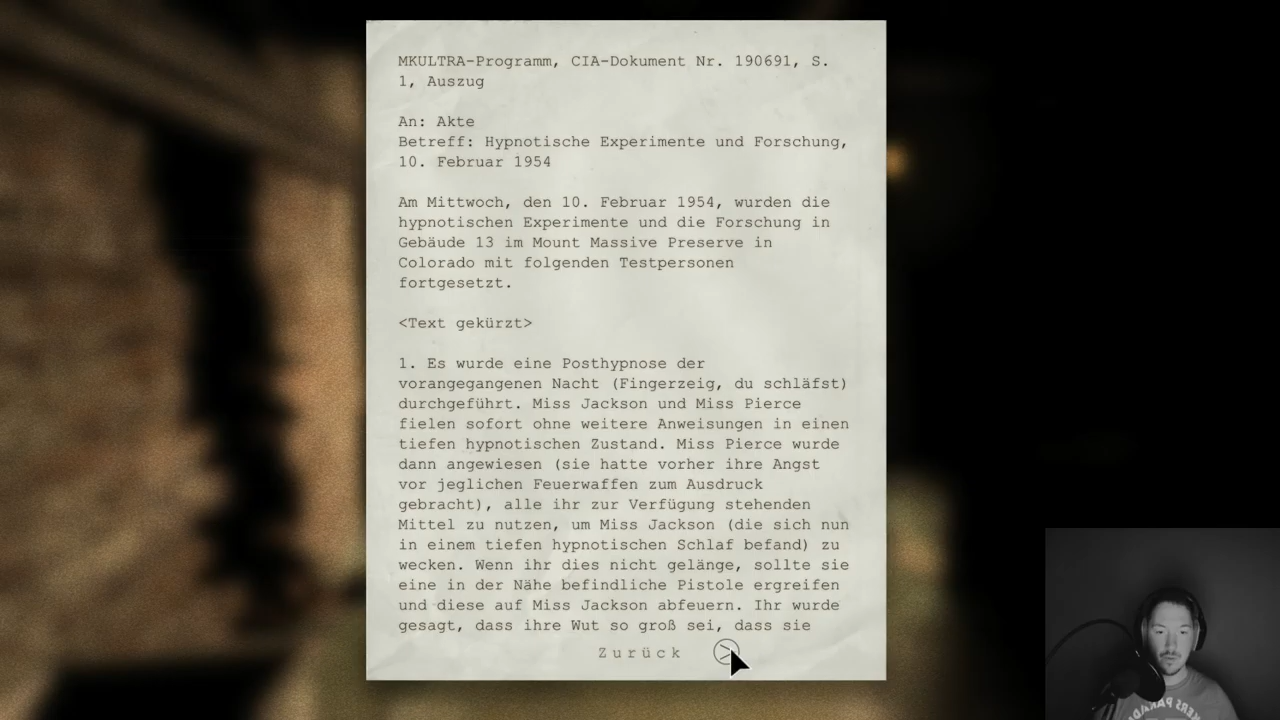 MKULTRA-Programm, CIA-Dokument Nr. 190691, S.
1, Auszug
An: Akte
Betreff: Hypnotische Experimente und Forschung,
10. Februar 1954
Am Mittwoch, den 10. Februar 1954, wurden die
hypnotischen Experimente und die Forschung in
Gebäude 13 im Mount Massive Preserve in
Colorado mit folgenden Testpersonen
fortgesetzt.
<Text gekürzt>
1. Es wurde eine Posthypnose der
vorangegangenen Nacht (Fingerzeig, du schläfst)
durchgeführt. Miss Jackson und Miss Pierce
fielen sofort ohne weitere Anweisungen in einen
tiefen hypnotischen Zustand. Miss Pierce wurde
dann angewiesen (sie hatte vorher ihre Angst
vor jeglichen Feuerwaffen zum Ausdruck
gebracht), alle ihr zur Verfügung stehenden
Mittel zu nutzen, um Miss Jackson (die sich nun
in einem tiefen hypnotischen Schlaf befand) zu
wecken. Wenn ihr dies nicht gelänge, sollte sie
eine in der Nähe befindliche Pistole ergreifen
und diese auf Miss Jackson abfeuern. Ihr wurde
gesagt, dass ihre Wut so groß sei, dass sie
Zurück >